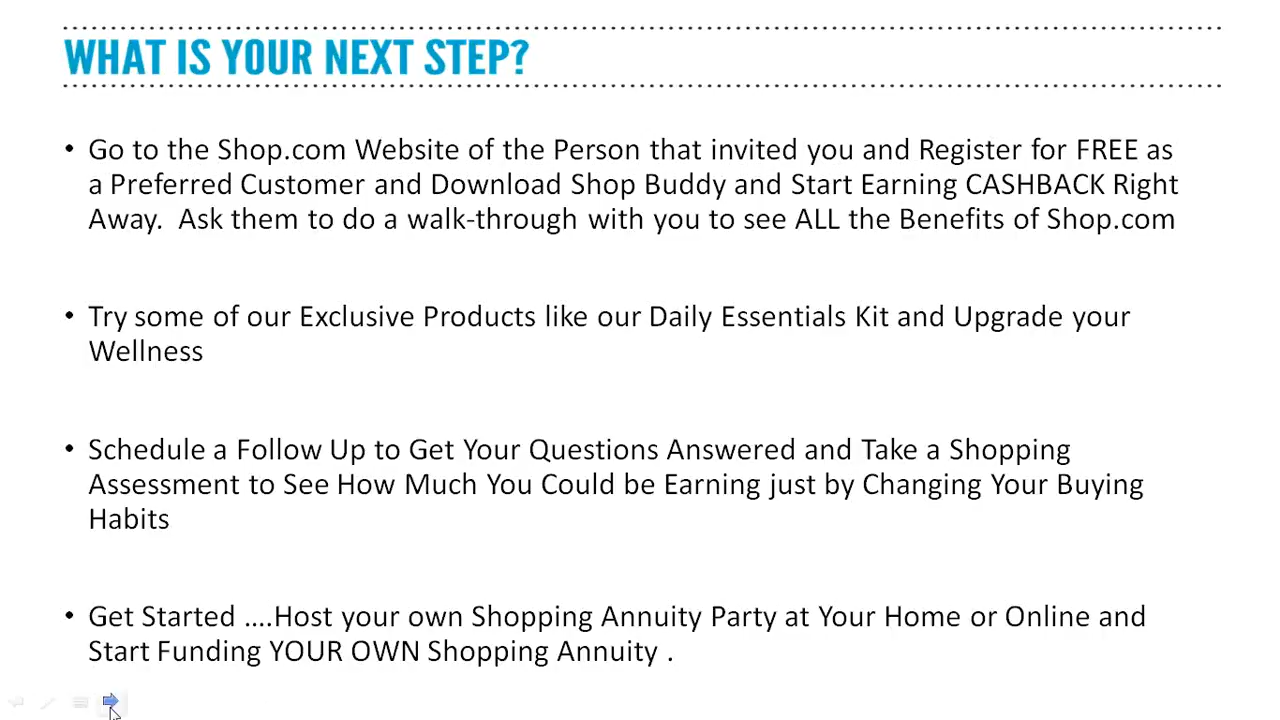 WHAT IS YOUR NEXT STEP?
• Go to the Shop.com Website of the Person that invited you and Register for FREE as
a Preferred Customer and Download Shop Buddy and Start Earning CASHBACK Right
Away.  Ask them to do a walk-through with you to see ALL the Benefits of Shop.com
• Try some of our Exclusive Products like our Daily Essentials Kit and Upgrade your
Wellness
• Schedule a Follow Up to Get Your Questions Answered and Take a Shopping
Assessment to See How Much You Could be Earning just by Changing Your Buying
Habits
• Get Started ....Host your own Shopping Annuity Party at Your Home or Online and
Start Funding YOUR OWN Shopping Annuity .